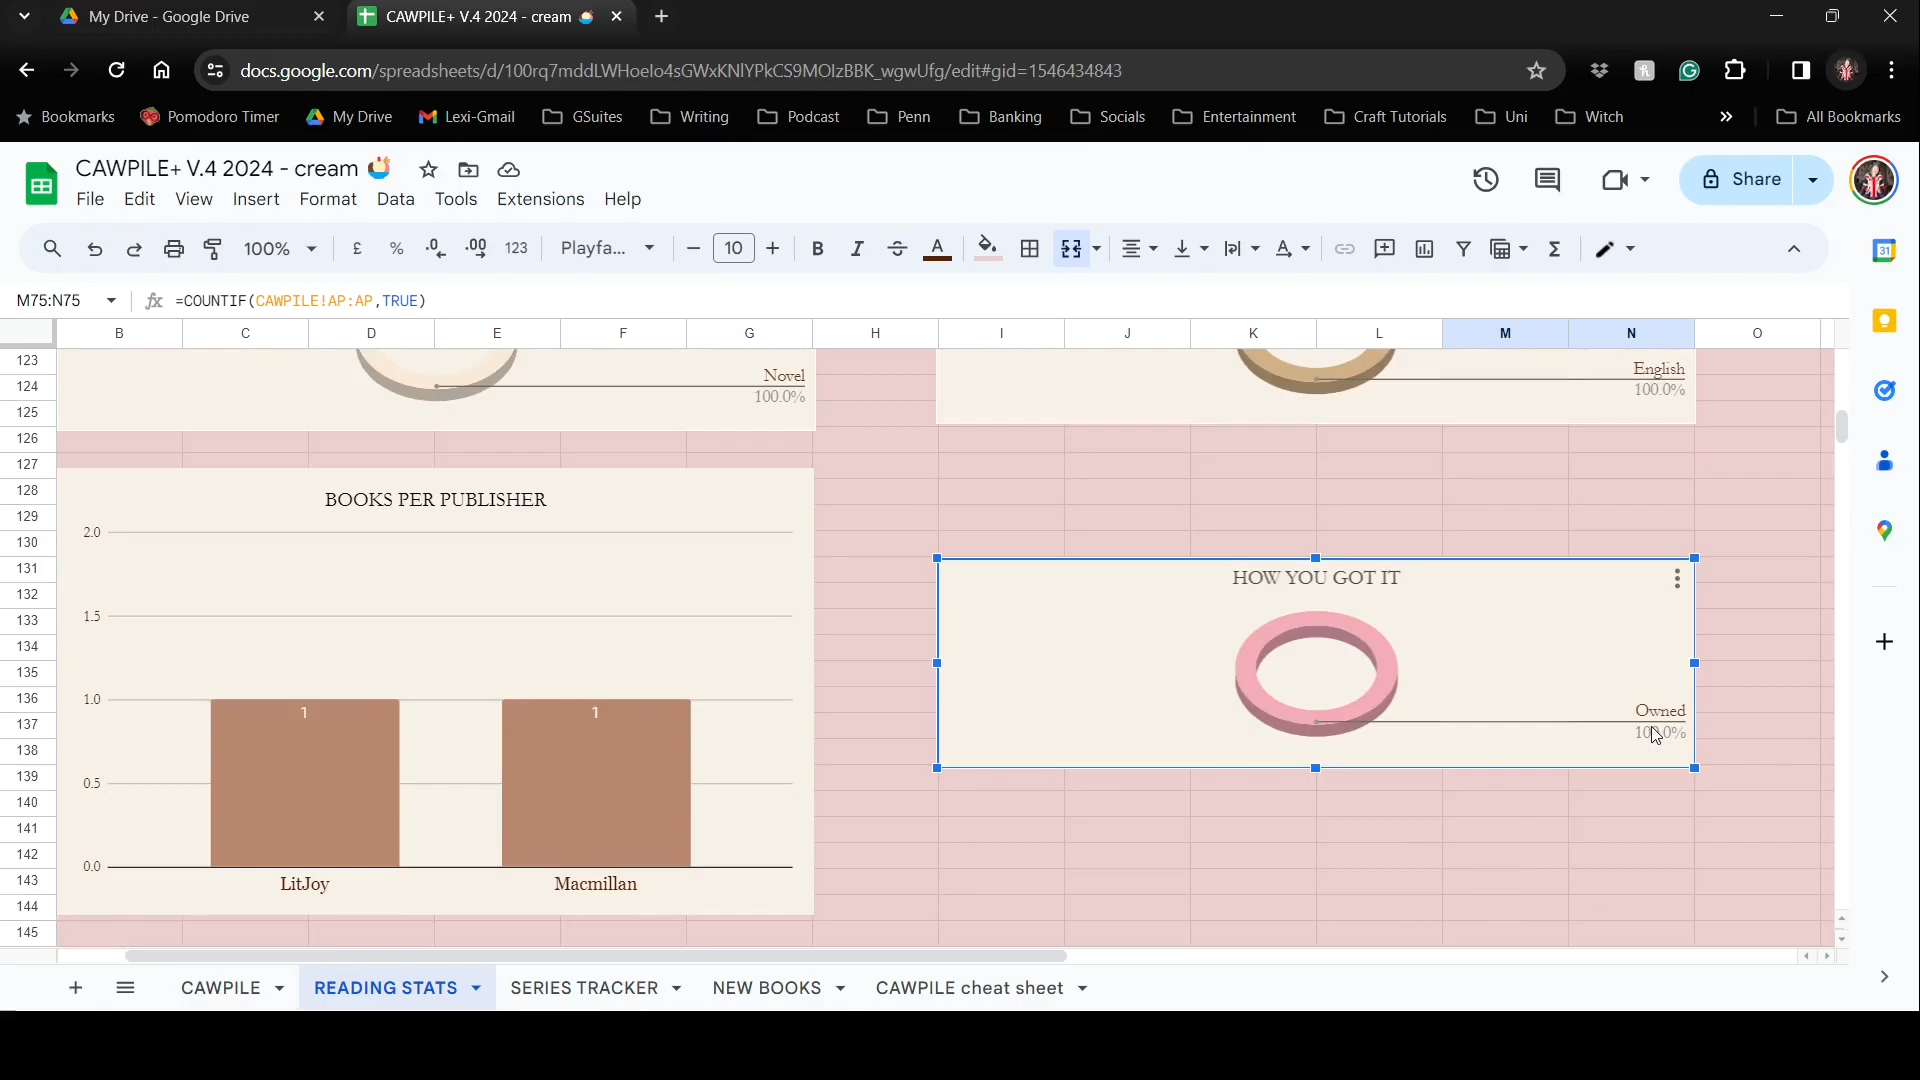 My Drive - Google Drive
CAWPILE+ V.4 2024 - cream
docs.google.com/spreadsheets/d/100rq7mddLWHoelo4sGWxKNlYPkCS9MOlzBBK_wgwUfg/edit#gid=1546434843
Bookmarks Pomodoro Timer My Drive Lexi-Gmail GSuites Writing Podcast Penn Banking Socials Entertainment Craft Tutorials Uni Witch » All Bookmarks
CAWPILE+ V.4 2024 - cream
Share
File Edit View Insert Format Data Tools Extensions Help
100% £ % .0 .00 123 Playfa... 10 B I A Σ
31
M75:N75 fx =COUNTIF(CAWPILE!AP:AP,TRUE)
B C D E F G H I J K L M N O
123
124
125
126
127
128
129
130
131
132
133
134
135
136
137
138
139
140
141
142
143
144
145
Novel
100.0%
English
100.0%
BOOKS PER PUBLISHER
2.0
1.5
1.0
0.5
0.0
1 1
LitJoy Macmillan
HOW YOU GOT IT
Owned
CAWPILE READING STATS SERIES TRACKER NEW BOOKS CAWPILE cheat sheet